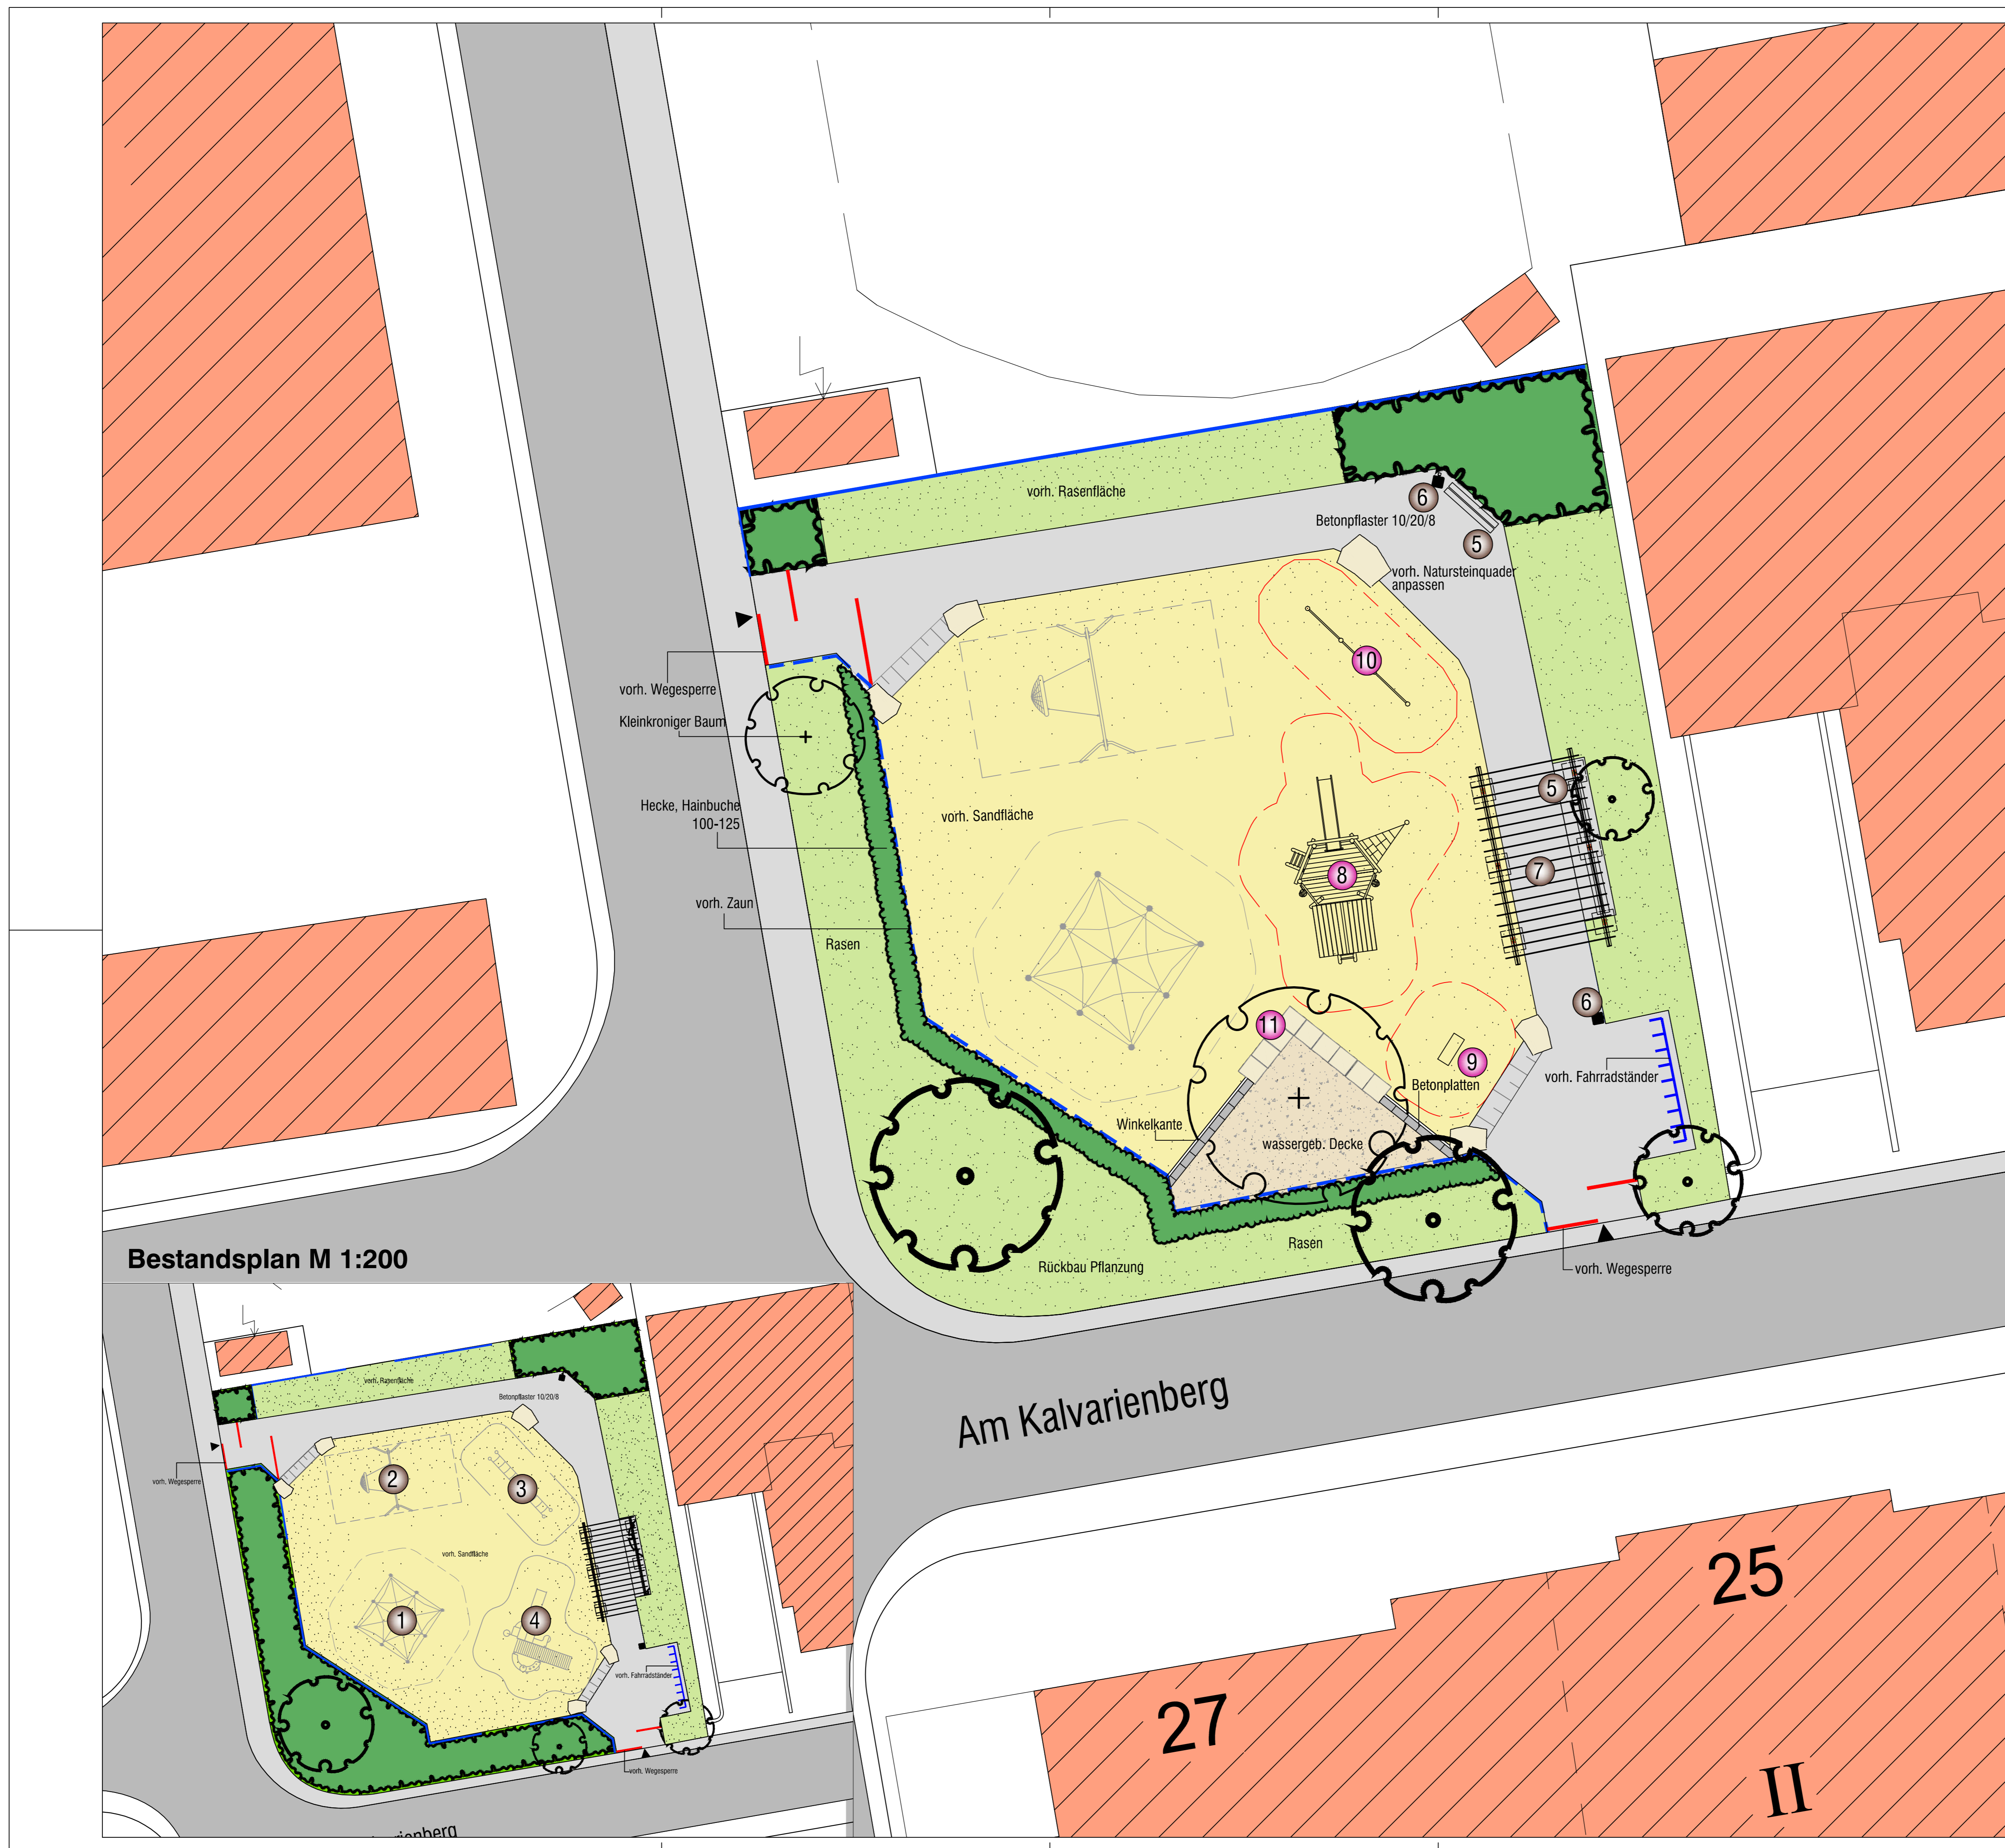 vorh. Rasenfläche
6
Betonpflaster 10/20/8
5
vorh. Natursteinquader
anpassen
10
vorh. Wegesperre
Kleinkroniger Baum
Hecke, Hainbuche
100-125
vorh. Sandfläche
5
8
7
vorh. Zaun
Rasen
6
11
9
vorh. Fahrradständer
Betonplatten
Winkelkante
wassergeb. Decke
Rasen
Rückbau Pflanzung
vorh. Wegesperre
Am Kalvarienberg
25
27
II
Bestandsplan M 1:200
vorh. Rasenfläche
Betonpflaster 10/20/8
vorh. Wegesperre
2
3
vorh. Sandfläche
1
4
vorh. Fahrradständer
vorh. Wegesperre